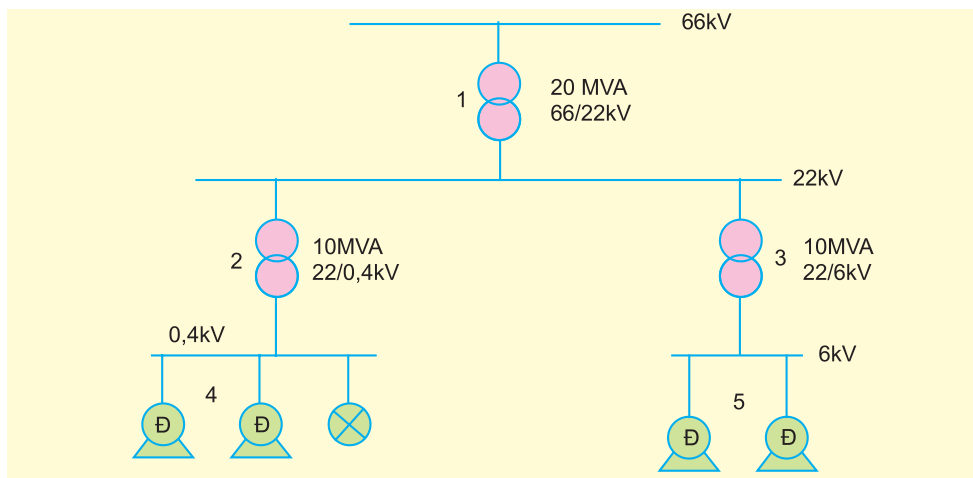 66kV
1
20 MVA
66/22kV
22kV
2
10MVA
22/0,4kV
3
10MVA
22/6kV
0,4kV
6kV
4
5
Đ
Đ
Đ
Đ